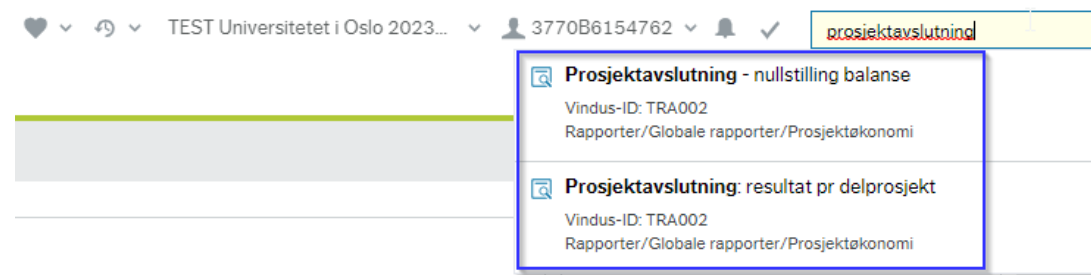 TEST Universitetet i Oslo 2023...
3770B6154762
prosjektavslutning
Prosjektavslutning - nullstilling balanse
Vindus-ID: TRA002
Rapporter/Globale rapporter/Prosjektøkonomi
Prosjektavslutning: resultat pr delprosjekt
Vindus-ID: TRA002
Rapporter/Globale rapporter/Prosjektøkonomi